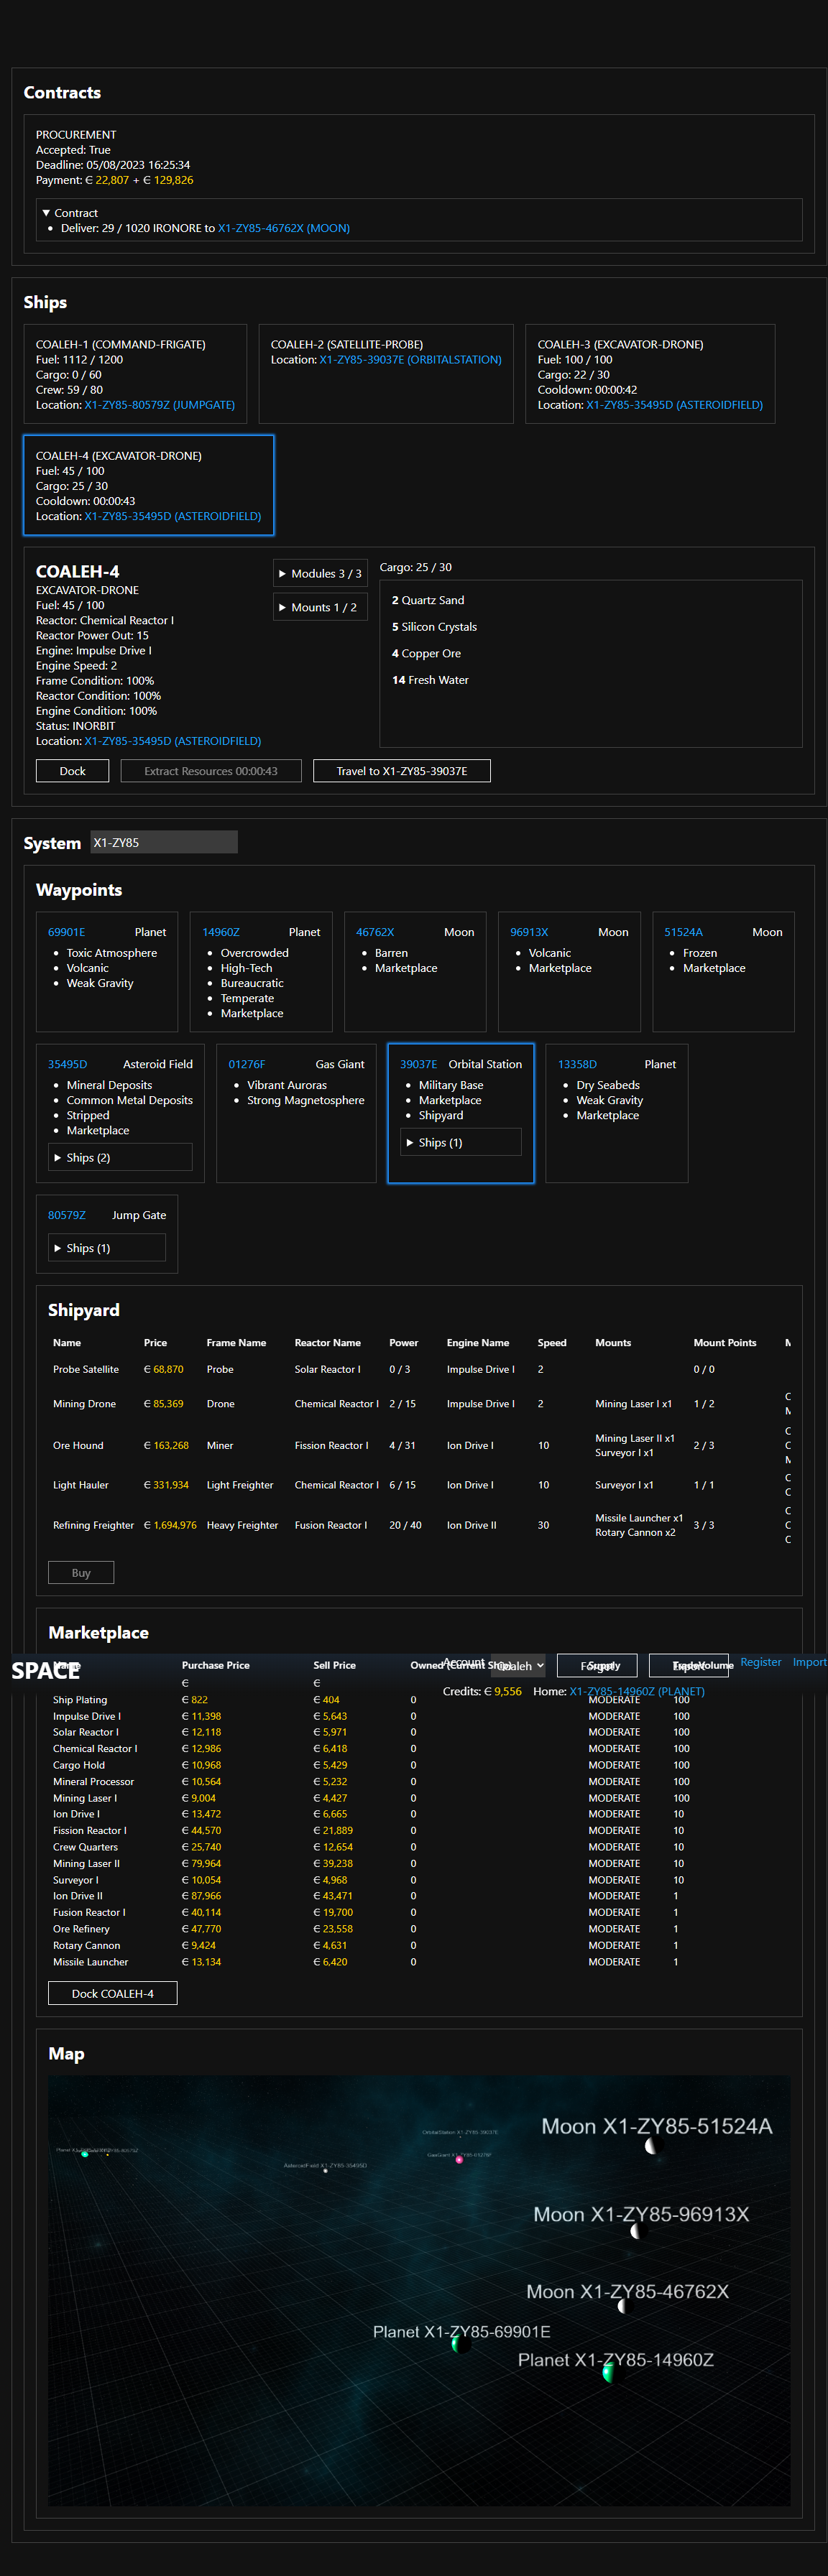 Contracts
PROCUREMENT
Accepted: True
Deadline: 05/08/2023 16:25:34
Payment: € 22,807 + € 129,826
▼ Contract
• Deliver: 29 / 1020 IRONORE to X1-ZY85-46762X (MOON)
Ships
COALEH-1 (COMMAND-FRIGATE)
Fuel: 1112 / 1200
Cargo: 0 / 60
Crew: 59 / 80
Location: X1-ZY85-80579Z (JUMPGATE)
COALEH-2 (SATELLITE-PROBE)
Location: X1-ZY85-39037E (ORBITALSTATION)
COALEH-3 (EXCAVATOR-DRONE)
Fuel: 100 / 100
Cargo: 22 / 30
Cooldown: 00:00:42
Location: X1-ZY85-35495D (ASTEROIDFIELD)
COALEH-4 (EXCAVATOR-DRONE)
Fuel: 45 / 100
Cargo: 25 / 30
Cooldown: 00:00:43
Location: X1-ZY85-35495D (ASTEROIDFIELD)
COALEH-4
EXCAVATOR-DRONE
Fuel: 45 / 100
Reactor: Chemical Reactor I
Reactor Power Out: 15
Engine: Impulse Drive I
Engine Speed: 2
Frame Condition: 100%
Reactor Condition: 100%
Engine Condition: 100%
Status: INORBIT
Location: X1-ZY85-35495D (ASTEROIDFIELD)
▶ Modules 3 / 3
▶ Mounts 1 / 2
Cargo: 25 / 30
2 Quartz Sand
5 Silicon Crystals
4 Copper Ore
14 Fresh Water
Dock
Extract Resources 00:00:43
Travel to X1-ZY85-39037E
System X1-ZY85
Waypoints
69901E Planet
• Toxic Atmosphere
• Volcanic
• Weak Gravity
14960Z Planet
• Overcrowded
• High-Tech
• Bureaucratic
• Temperate
• Marketplace
46762X Moon
• Barren
• Marketplace
96913X Moon
• Volcanic
• Marketplace
51524A Moon
• Frozen
• Marketplace
35495D Asteroid Field
• Mineral Deposits
• Common Metal Deposits
• Stripped
• Marketplace
▶ Ships (2)
01276F Gas Giant
• Vibrant Auroras
• Strong Magnetosphere
39037E Orbital Station
• Military Base
• Marketplace
• Shipyard
▶ Ships (1)
13358D Planet
• Dry Seabeds
• Weak Gravity
• Marketplace
80579Z Jump Gate
▶ Ships (1)
Shipyard
Name Price Frame Name Reactor Name Power Engine Name Speed Mounts Mount Points
Probe Satellite € 68,870 Probe Solar Reactor I 0 / 3 Impulse Drive I 2 0 / 0
Mining Drone € 85,369 Drone Chemical Reactor I 2 / 15 Impulse Drive I 2 Mining Laser I x1 1 / 2
Ore Hound € 163,268 Miner Fission Reactor I 4 / 31 Ion Drive I 10 Mining Laser II x1 Surveyor I x1 2 / 3
Light Hauler € 331,934 Light Freighter Chemical Reactor I 6 / 15 Ion Drive I 10 Surveyor I x1 1 / 1
Refining Freighter € 1,694,976 Heavy Freighter Fusion Reactor I 20 / 40 Ion Drive II 30 Missile Launcher x1 Rotary Cannon x2 3 / 3
Buy
Marketplace
Name Purchase Price Sell Price Owned (Current Ship) Supply TradeVolume
SPACE
Account Coaleh Forget Export Register Import
Credits: € 9,556 Home: X1-ZY85-14960Z (PLANET)
€ €
Ship Plating € 822 € 404 0 MODERATE 100
Impulse Drive I € 11,398 € 5,643 0 MODERATE 100
Solar Reactor I € 12,118 € 5,971 0 MODERATE 100
Chemical Reactor I € 12,986 € 6,418 0 MODERATE 100
Cargo Hold € 10,968 € 5,429 0 MODERATE 100
Mineral Processor € 10,564 € 5,232 0 MODERATE 100
Mining Laser I € 9,004 € 4,427 0 MODERATE 100
Ion Drive I € 13,472 € 6,665 0 MODERATE 10
Fission Reactor I € 44,570 € 21,889 0 MODERATE 10
Crew Quarters € 25,740 € 12,654 0 MODERATE 10
Mining Laser II € 79,964 € 39,238 0 MODERATE 10
Surveyor I € 10,054 € 4,968 0 MODERATE 10
Ion Drive II € 87,966 € 43,471 0 MODERATE 1
Fusion Reactor I € 40,114 € 19,700 0 MODERATE 1
Ore Refinery € 47,770 € 23,558 0 MODERATE 1
Rotary Cannon € 9,424 € 4,631 0 MODERATE 1
Missile Launcher € 13,134 € 6,420 0 MODERATE 1
Dock COALEH-4
Map
Moon X1-ZY85-51524A
OrbitalStation X1-ZY85-39037E
GasGiant X1-ZY85-01276F
AsteroidField X1-ZY85-35495D
Moon X1-ZY85-96913X
Moon X1-ZY85-46762X
Planet X1-ZY85-69901E
Planet X1-ZY85-14960Z